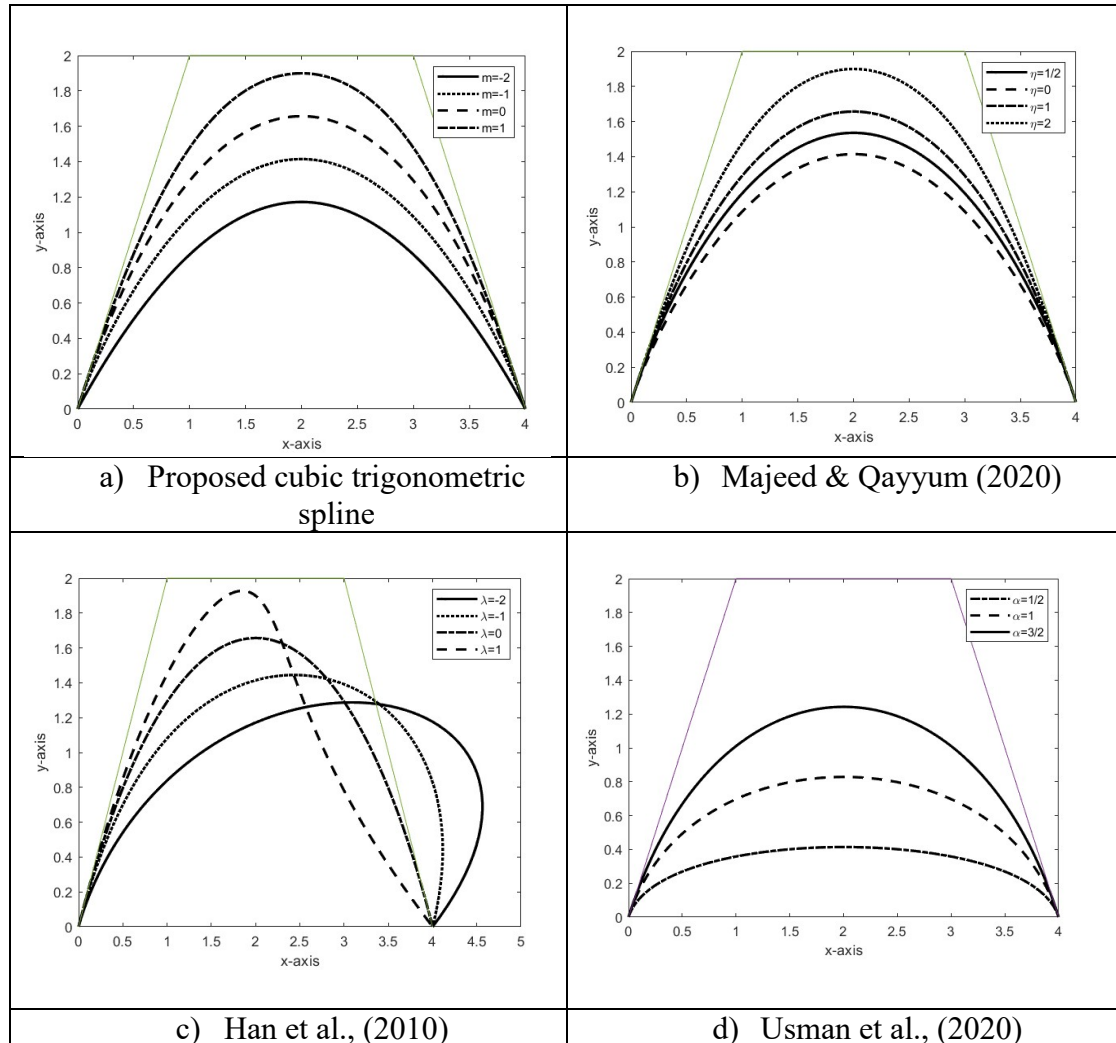 2
1.8
1.6
1.4
1.2
1
0.8
0.6
0.4
0.2
0
y-axis
0 0.5 1 1.5 2 2.5 3 3.5 4
x-axis
m=-2
m=-1
m=0
m=1
a) Proposed cubic trigonometric
spline
2
1.8
1.6
1.4
1.2
1
0.8
0.6
0.4
0.2
0
y-axis
0 0.5 1 1.5 2 2.5 3 3.5 4
x-axis
η=1/2
η=0
η=1
η=2
b) Majeed & Qayyum (2020)
2
1.8
1.6
1.4
1.2
1
0.8
0.6
0.4
0.2
0
y-axis
0 0.5 1 1.5 2 2.5 3 3.5 4 4.5 5
x-axis
λ=-2
λ=-1
λ=0
λ=1
c) Han et al., (2010)
2
1.8
1.6
1.4
1.2
1
0.8
0.6
0.4
0.2
0
y-axis
0 0.5 1 1.5 2 2.5 3 3.5 4
x-axis
α=1/2
α=1
α=3/2
d) Usman et al., (2020)